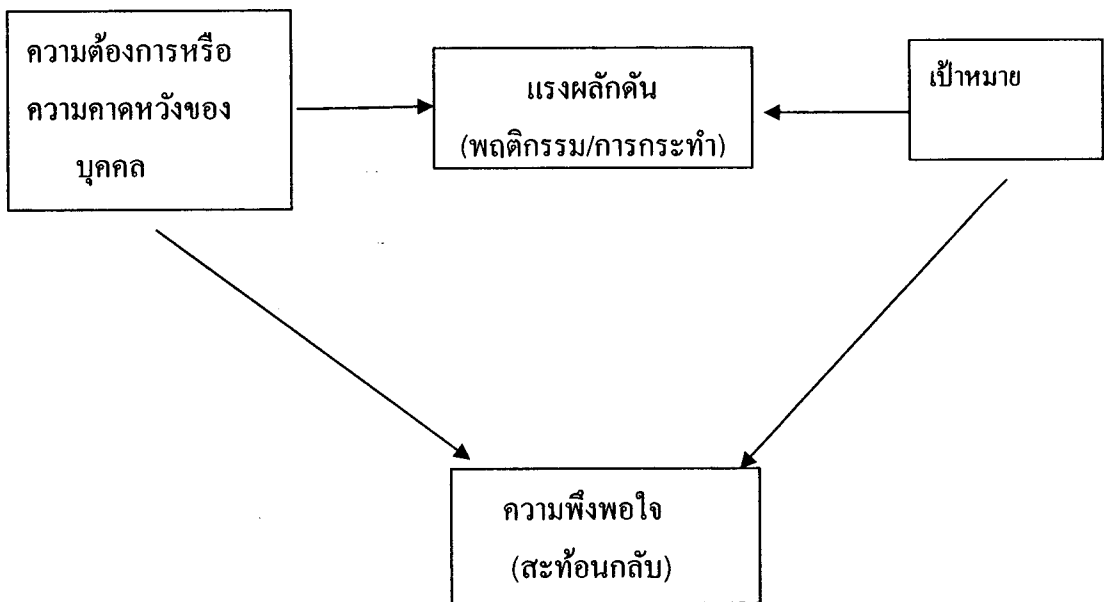 ความต้องการหรือ
ความคาดหวังของ
บุคคล
แรงผลักดัน
(พฤติกรรม/การกระทำ)
เป้าหมาย
ความพึงพอใจ
(สะท้อนกลับ)